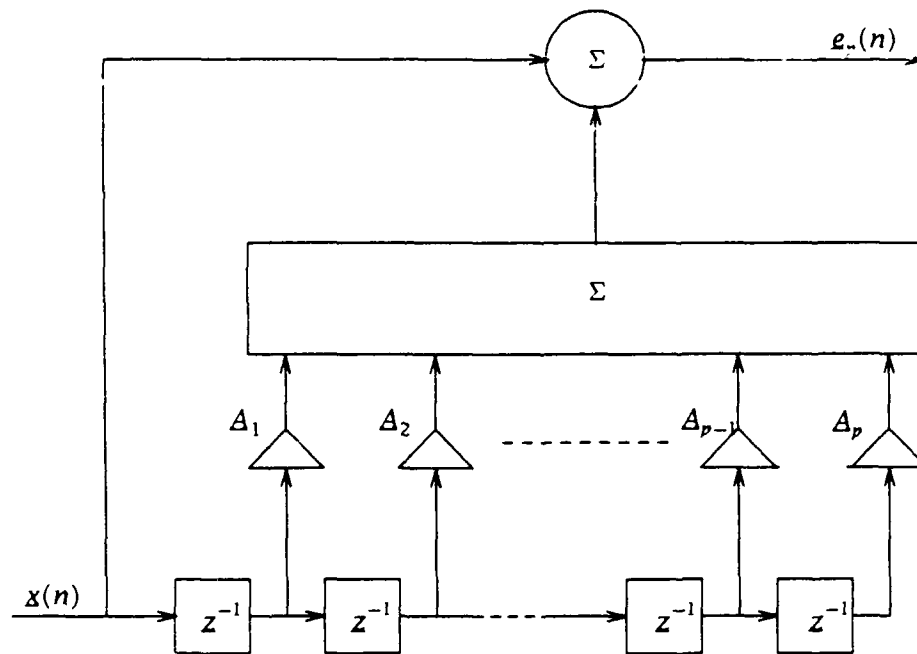 e_p(n)
Σ
Σ
A_1 A_2 A_{p-1} A_p
x(n)
z^{-1} z^{-1} z^{-1} z^{-1}